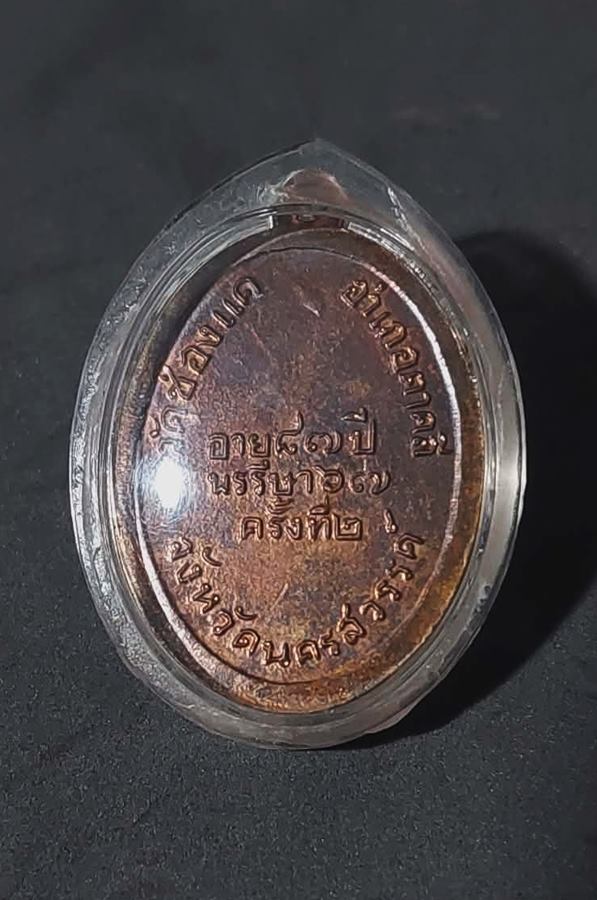 วัดช่องแค
อำเภอตาคลี
อายุ๘๗ปี
พรรีษา๖๗
ครั้งที่๒
จังหวัดนครสวรรค์